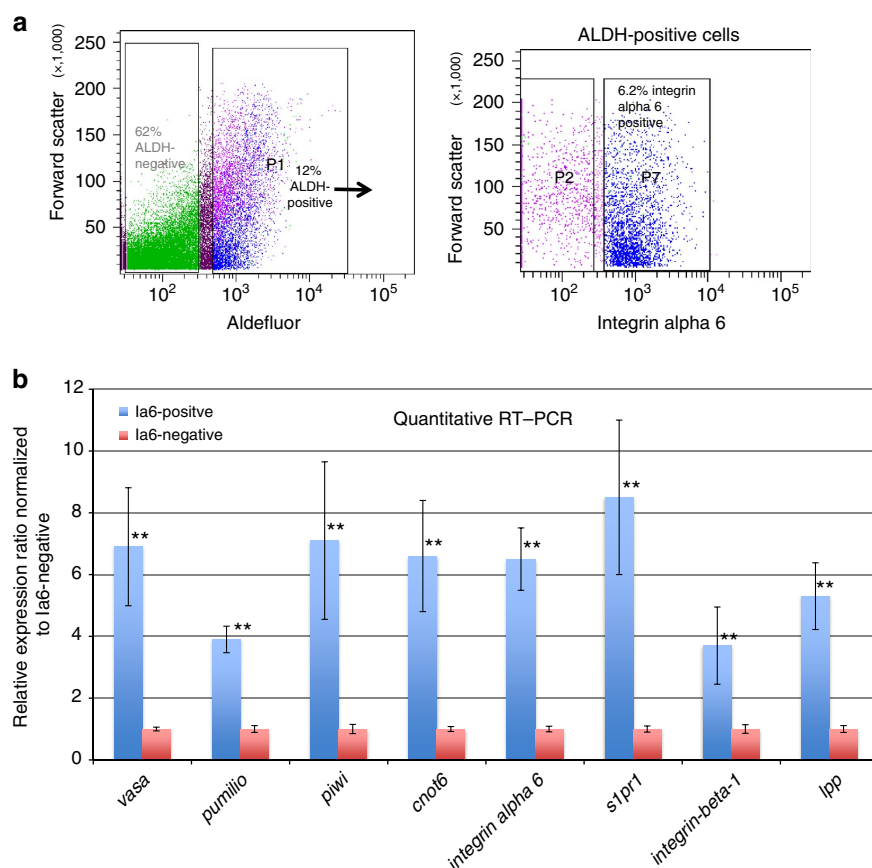 a
250
200
150
100
50
Forward scatter (×,1,000)
62%
ALDH-
negative
P1
12%
ALDH-
positive
10² 10³ 10⁴ 10⁵
Aldefluor
ALDH-positive cells
250
200
150
100
50
Forward scatter (×,1,000)
6.2% integrin
alpha 6
positive
P2
P7
10² 10³ 10⁴ 10⁵
Integrin alpha 6
b
Relative expression ratio normalized
to Ia6-negative
12
10
8
6
4
2
0
Ia6-positve
Ia6-negative
Quantitative RT–PCR
**
**
**
**
**
**
**
**
vasa
pumilio
piwi
cnot6
integrin alpha 6
s1pr1
integrin-beta-1
lpp